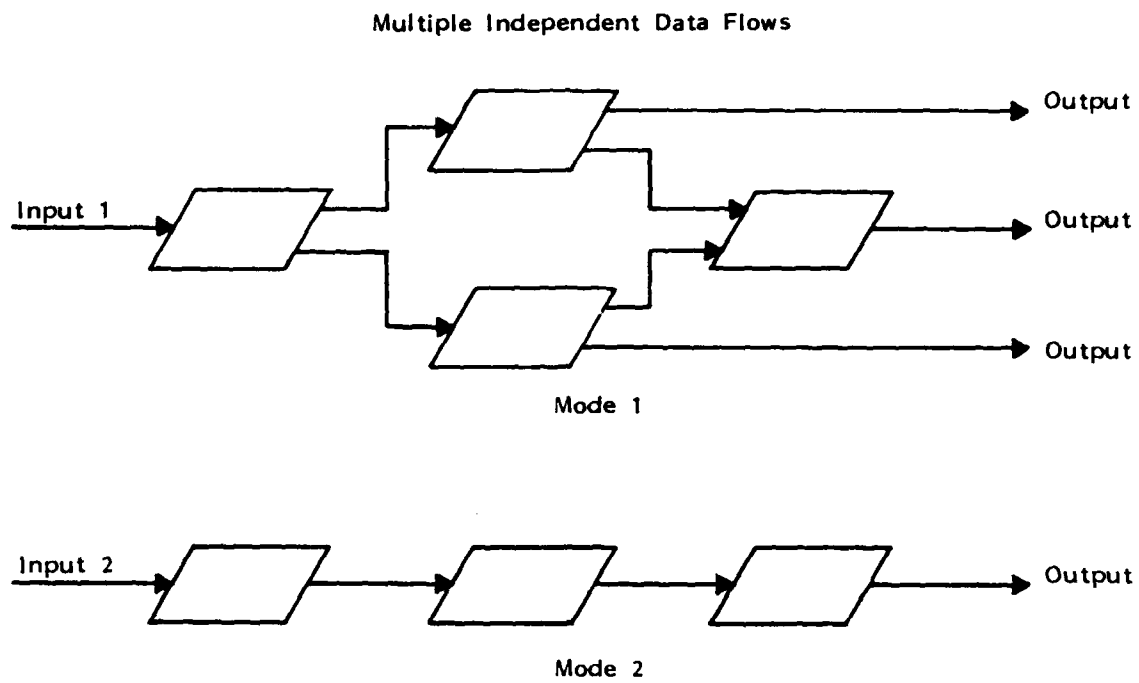 Multiple Independent Data Flows
Output
Input 1
Output
Output
Mode 1
Input 2
Output
Mode 2